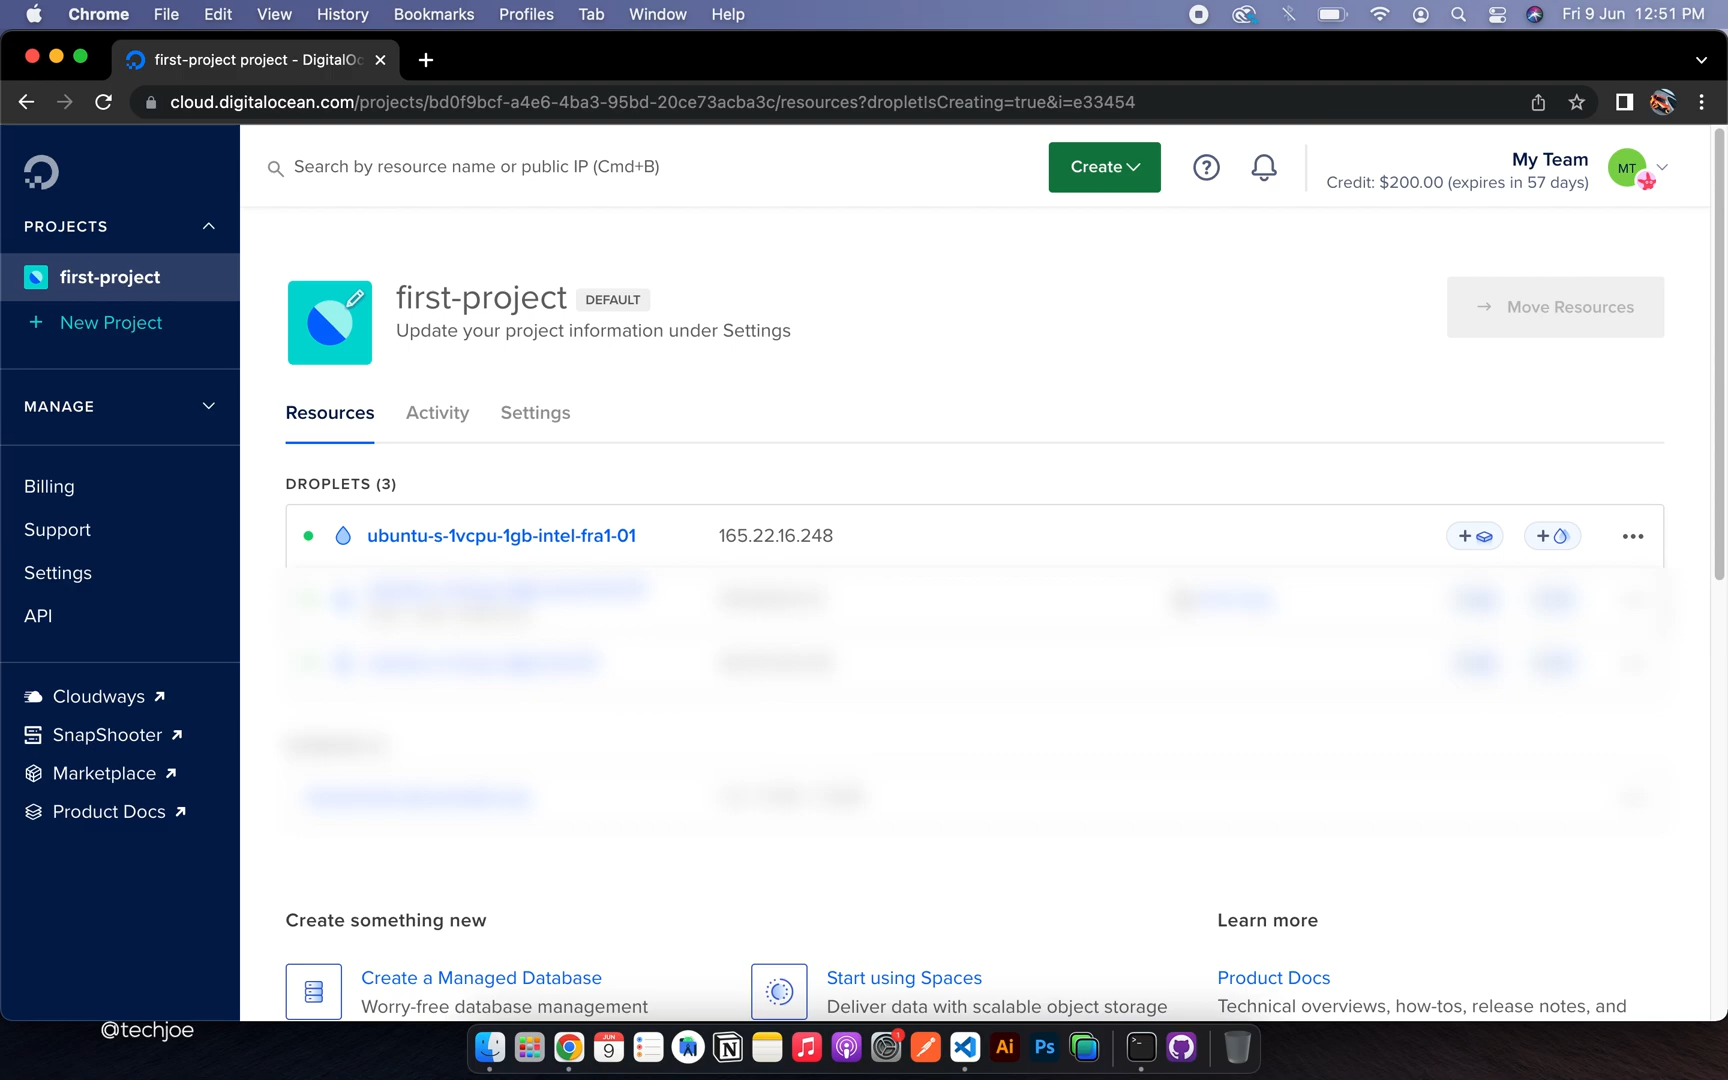 Chrome File Edit View History Bookmarks Profiles Tab Window Help Fri 9 Jun 12:51 PM
first-project project - DigitalOc
cloud.digitalocean.com/projects/bd0f9bcf-a4e6-4ba3-95bd-20ce73acba3c/resources?dropletIsCreating=true&i=e33454
Search by resource name or public IP (Cmd+B)
Create
My Team
Credit: $200.00 (expires in 57 days)
MT
PROJECTS
first-project
New Project
MANAGE
Billing
Support
Settings
API
Cloudways
SnapShooter
Marketplace
Product Docs
first-project DEFAULT
Update your project information under Settings
Move Resources
Resources Activity Settings
DROPLETS (3)
ubuntu-s-1vcpu-1gb-intel-fra1-01 165.22.16.248
Create something new
Create a Managed Database
Worry-free database management
Start using Spaces
Deliver data with scalable object storage
Learn more
Product Docs
Technical overviews, how-tos, release notes, and
@techjoe
JUN
9
1
Ai
Ps